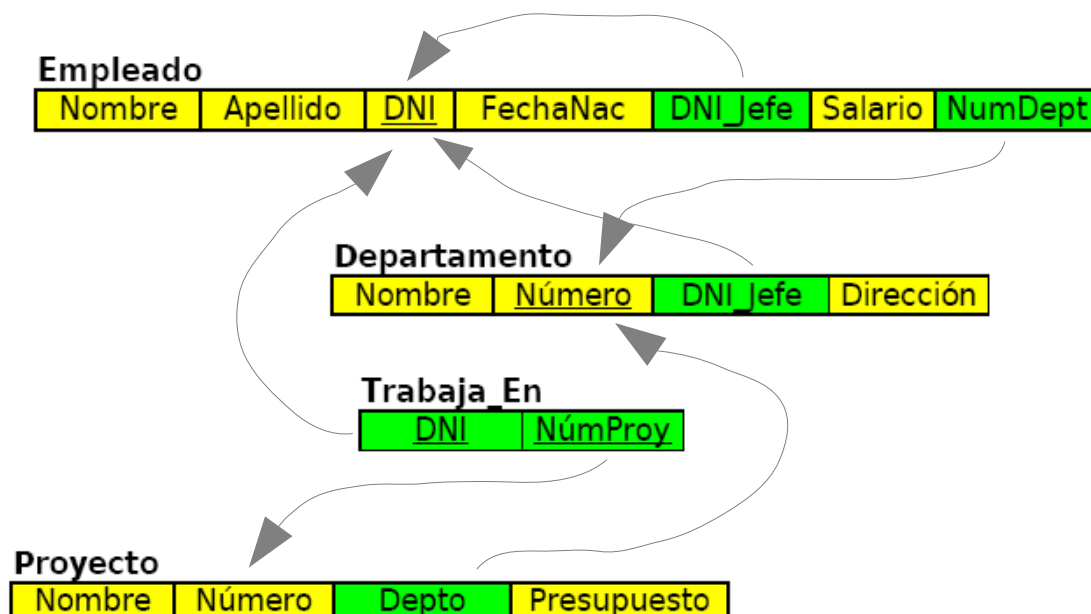 Empleado
Nombre Apellido DNI FechaNac DNI_Jefe Salario NumDept
Departamento
Nombre Número DNI_Jefe Dirección
Trabaja_En
DNI NúmProy
Proyecto
Nombre Número Depto Presupuesto